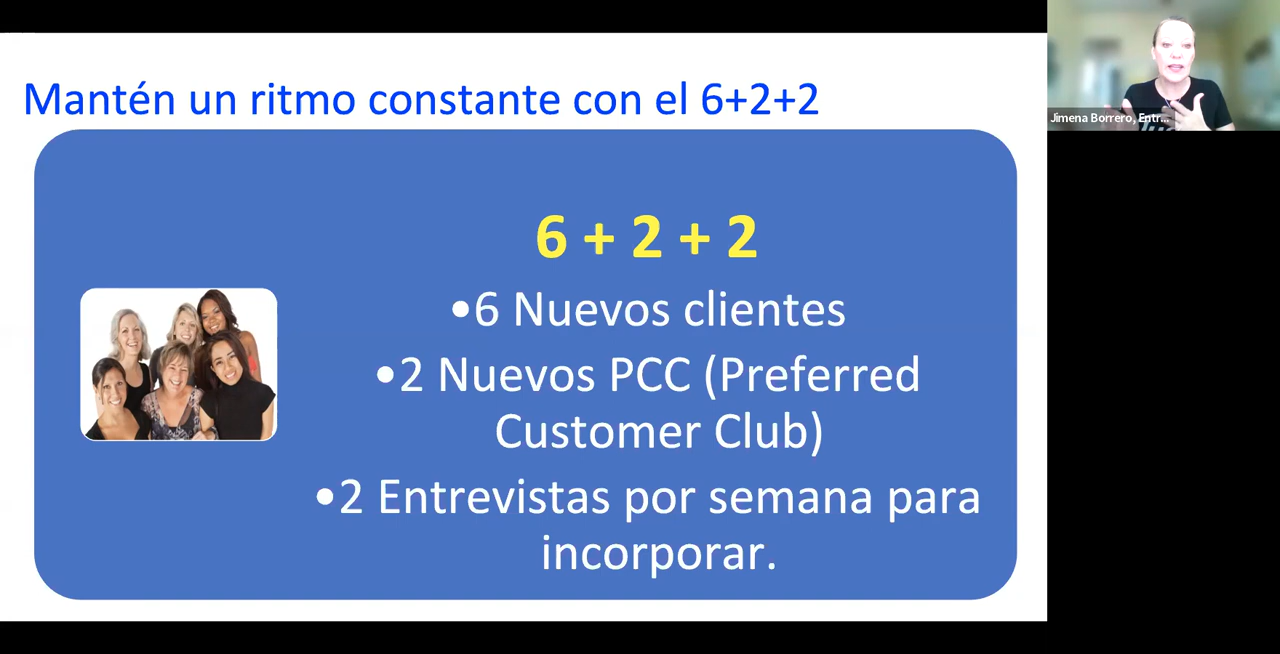 Mantén un ritmo constante con el 6+2+2
6 + 2 + 2
•6 Nuevos clientes
•2 Nuevos PCC (Preferred
Customer Club)
•2 Entrevistas por semana para
incorporar.
Jimena Borrero, Entr...